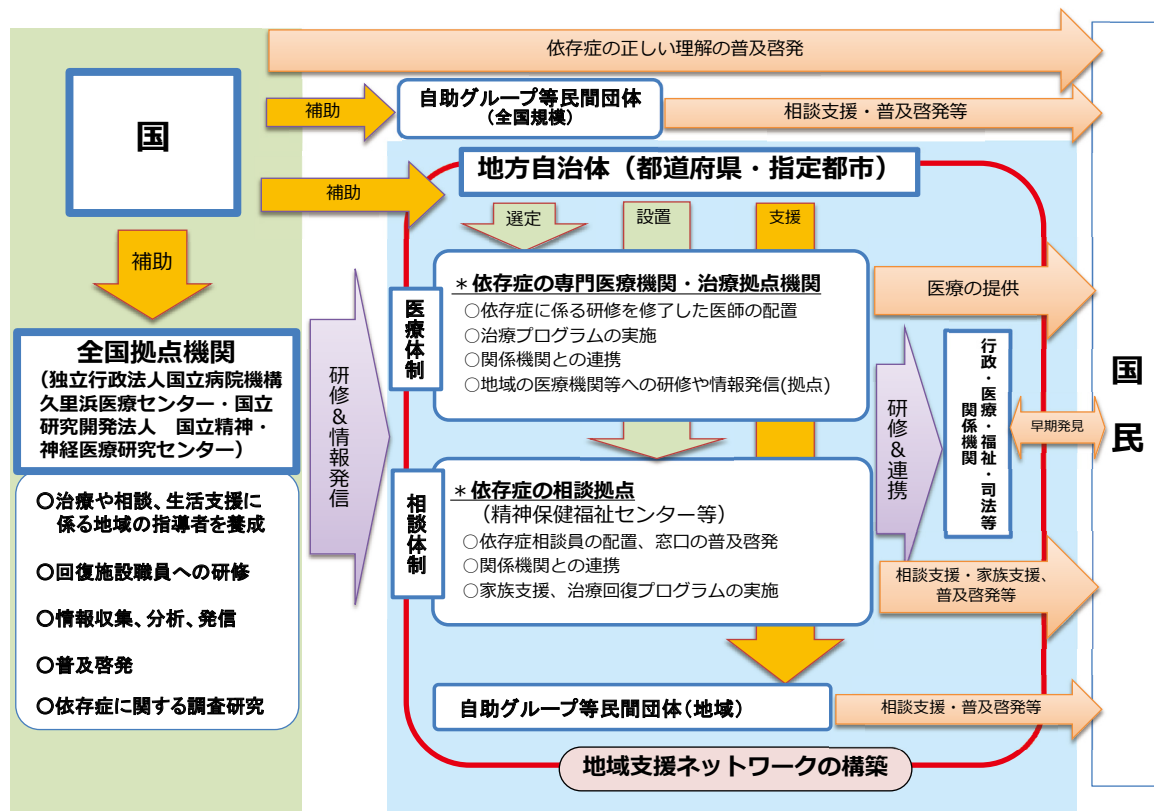 依存症の正しい理解の普及啓発
国
補助
自助グループ等民間団体
(全国規模)
相談支援・普及啓発等
補助
地方自治体（都道府県・指定都市）
補助
選定
設置
支援
全国拠点機関
（独立行政法人国立病院機構
久里浜医療センター・国立
研究開発法人　国立精神・
神経医療研究センター）
○治療や相談、生活支援に
係る地域の指導者を養成
○回復施設職員への研修
○情報収集、分析、発信
○普及啓発
○依存症に関する調査研究
研修＆情報発信
医療体制
＊依存症の専門医療機関・治療拠点機関
○依存症に係る研修を修了した医師の配置
○治療プログラムの実施
○関係機関との連携
○地域の医療機関等への研修や情報発信(拠点)
医療の提供
相談体制
＊依存症の相談拠点
（精神保健福祉センター等）
○依存症相談員の配置、窓口の普及啓発
○関係機関との連携
○家族支援、治療回復プログラムの実施
研修＆連携
行政・医療・福祉・司法等
関係機関
早期発見
国民
相談支援・家族支援、
普及啓発等
自助グループ等民間団体（地域）
相談支援・普及啓発等
地域支援ネットワークの構築